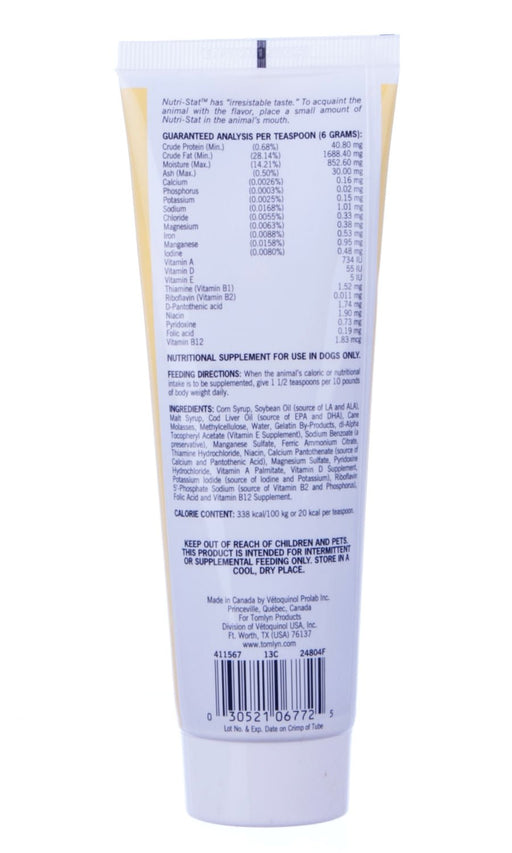 Nutri-Stat™ has "irresistable taste." To acquaint the
animal with the flavor, place a small amount of
Nutri-Stat in the animal's mouth.
GUARANTEED ANALYSIS PER TEASPOON (6 GRAMS):
Crude Protein (Min.) (0.68%) 40.80 mg
Crude Fat (Min.) (28.14%) 1688.40 mg
Moisture (Max.) (14.21%) 852.60 mg
Ash (Max.) (0.50%) 30.00 mg
Calcium (0.0026%) 0.16 mg
Phosphorus (0.0003%) 0.02 mg
Potassium (0.0025%) 0.15 mg
Sodium (0.0168%) 1.01 mg
Chloride (0.0055%) 0.33 mg
Magnesium (0.0063%) 0.38 mg
Iron (0.0088%) 0.53 mg
Manganese (0.0158%) 0.95 mg
Iodine (0.0080%) 0.48 mg
Vitamin A 734 IU
Vitamin D 55 IU
Vitamin E 5 IU
Thiamine (Vitamin B1) 1.52 mg
Riboflavin (Vitamin B2) 0.011 mg
D-Pantothenic acid 1.74 mg
Niacin 1.90 mg
Pyridoxine 0.73 mg
Folic acid 0.19 mg
Vitamin B12 1.83 mcg
NUTRITIONAL SUPPLEMENT FOR USE IN DOGS ONLY.
FEEDING DIRECTIONS: When the animal's caloric or nutritional
intake is to be supplemented, give 1 1/2 teaspoons per 10 pounds
of body weight daily.
INGREDIENTS: Corn Syrup, Soybean Oil (source of LA and ALA),
Malt Syrup, Cod Liver Oil (source of EPA and DHA), Cane
Molasses, Methylcellulose, Water, Gelatin By-Products, dl-Alpha
Tocopheryl Acetate (Vitamin E Supplement), Sodium Benzoate (a
preservative), Manganese Sulfate, Ferric Ammonium Citrate,
Thiamine Hydrochloride, Niacin, Calcium Pantothenate (source of
Calcium and Pantothenic Acid), Magnesium Sulfate, Pyridoxine
Hydrochloride, Vitamin A Palmitate, Vitamin D Supplement,
Potassium Iodide (source of Iodine and Potassium), Riboflavin
5'-Phosphate Sodium (source of Vitamin B2 and Phosphorus),
Folic Acid and Vitamin B12 Supplement.
CALORIE CONTENT: 338 kcal/100 kg or 20 kcal per teaspoon.
KEEP OUT OF REACH OF CHILDREN AND PETS.
THIS PRODUCT IS INTENDED FOR INTERMITTENT
OR SUPPLEMENTAL FEEDING ONLY. STORE IN A
COOL, DRY PLACE.
Made in Canada by Vétoquinol Prolab Inc.
Princeville, Québec, Canada
For Tomlyn Products
Division of Vétoquinol USA, Inc.
Ft. Worth, TX (USA) 76137
www.tomlyn.com
411567 13C 24804F
0 30521 06772 5
Lot No. & Exp. Date on Crimp of Tube